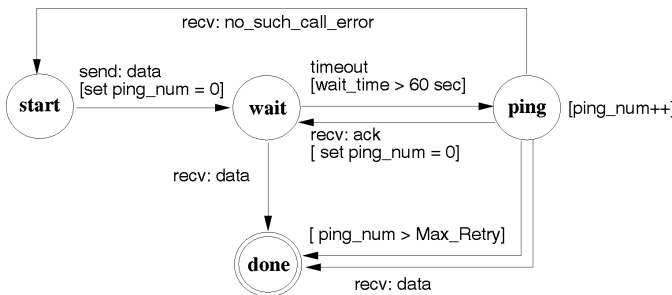 recv: no_such_call_error
send: data
[set ping_num = 0]
timeout
[wait_time > 60 sec]
start
wait
ping
[ping_num++]
recv: ack
[ set ping_num = 0]
recv: data
[ ping_num > Max_Retry]
done
recv: data